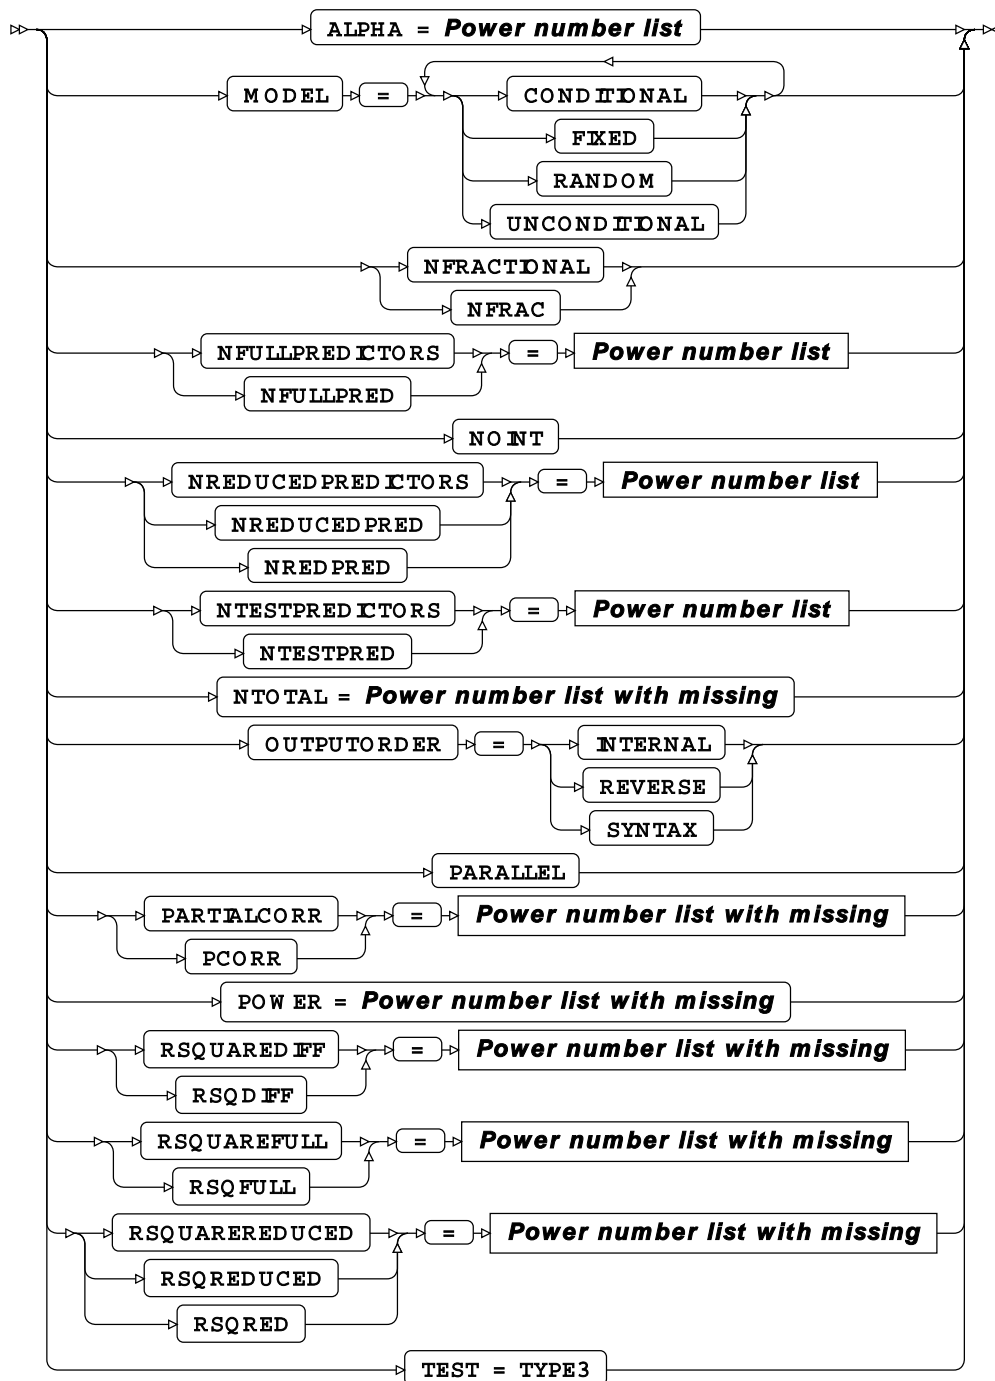 ALPHA = Power number list
MODEL = CONDITIONAL
FIXED
RANDOM
UNCONDITIONAL
NFRACTIONAL
NFRAC
NFULLPREDICTORS = Power number list
NFULLPRED
NOINT
NREDUCEDPREDICTORS = Power number list
NREDUCEDPRED
NREDPRED
NTESTPREDICTORS = Power number list
NTESTPRED
NTOTAL = Power number list with missing
OUTPUTORDER = INTERNAL
REVERSE
SYNTAX
PARALLEL
PARTIALCORR = Power number list with missing
PCORR
POWER = Power number list with missing
RSQUAREDIFF = Power number list with missing
RSQDIFF
RSQUAREFULL = Power number list with missing
RSQFULL
RSQUAREREDUCED = Power number list with missing
RSQREDUCED
RSQRED
TEST = TYPE3